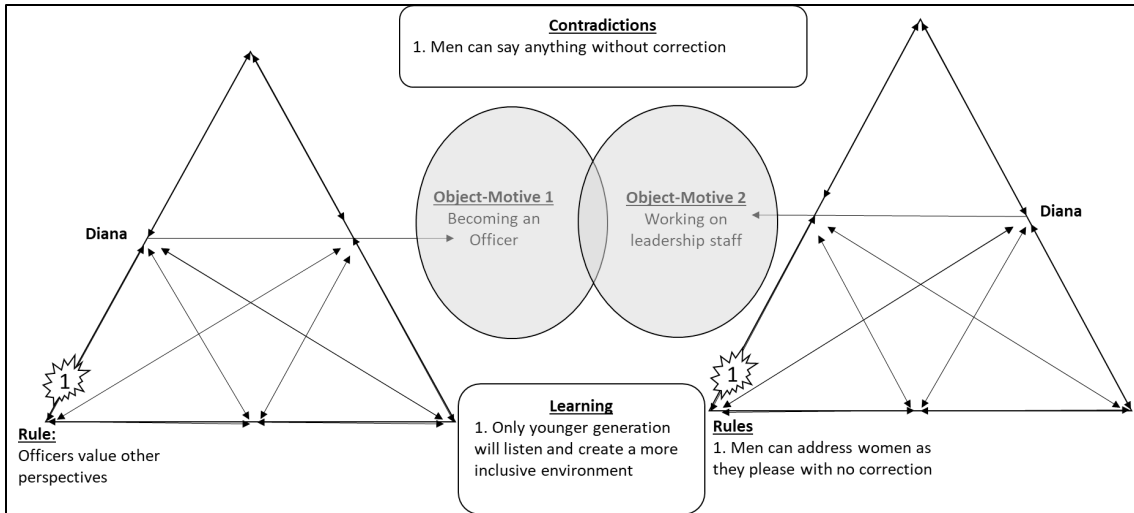 Contradictions
1. Men can say anything without correction
Object-Motive 1
Becoming an
Officer
Object-Motive 2
Working on
leadership staff
Diana
Diana
1
1
Rule:
Officers value other
perspectives
Learning
1. Only younger generation
will listen and create a more
inclusive environment
Rules
1. Men can address women as
they please with no correction